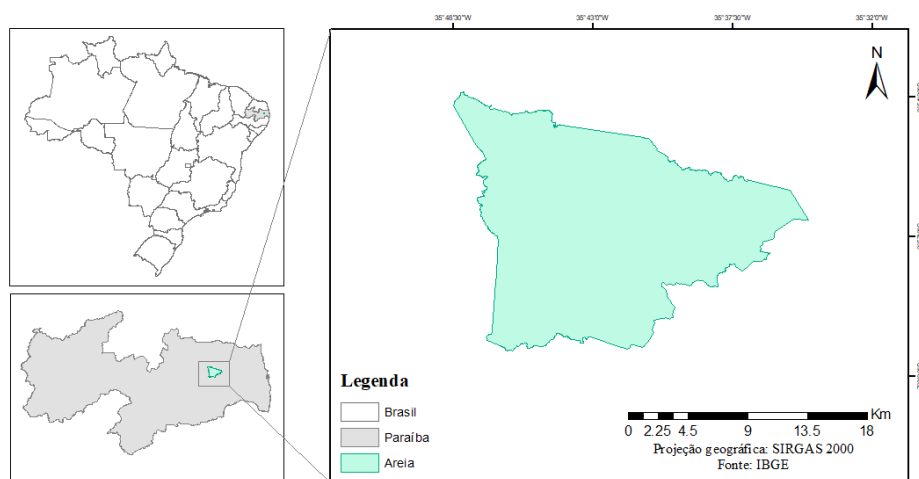 35°48'30"W 35°43'0"W 35°37'30"W 35°32'0"W
N
Legenda
Brasil
Paraíba
Areia
Km
0 2.25 4.5 9 13.5 18
Projeção geográfica: SIRGAS 2000
Fonte: IBGE